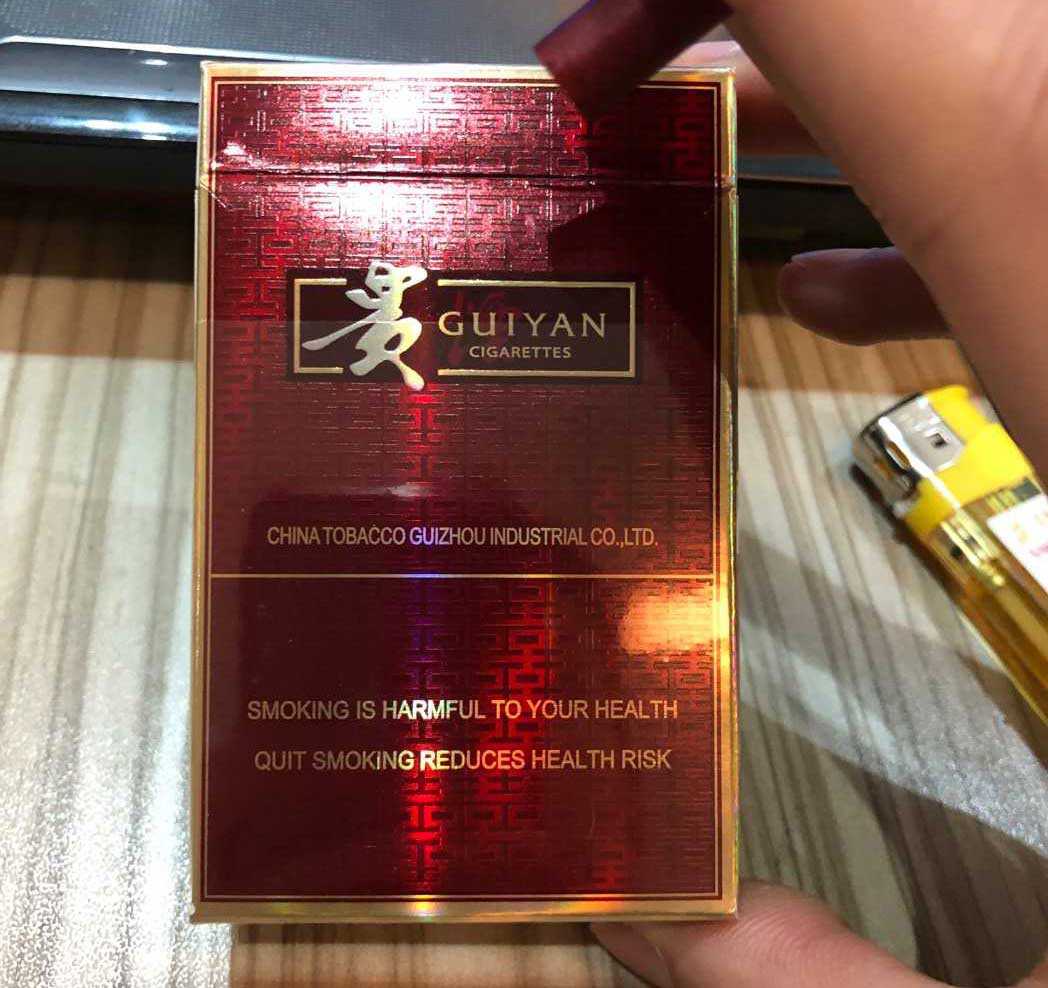 贵 GUIYAN
CIGARETTES
CHINA TOBACCO GUIZHOU INDUSTRIAL CO.,LTD.
SMOKING IS HARMFUL TO YOUR HEALTH
QUIT SMOKING REDUCES HEALTH RISK